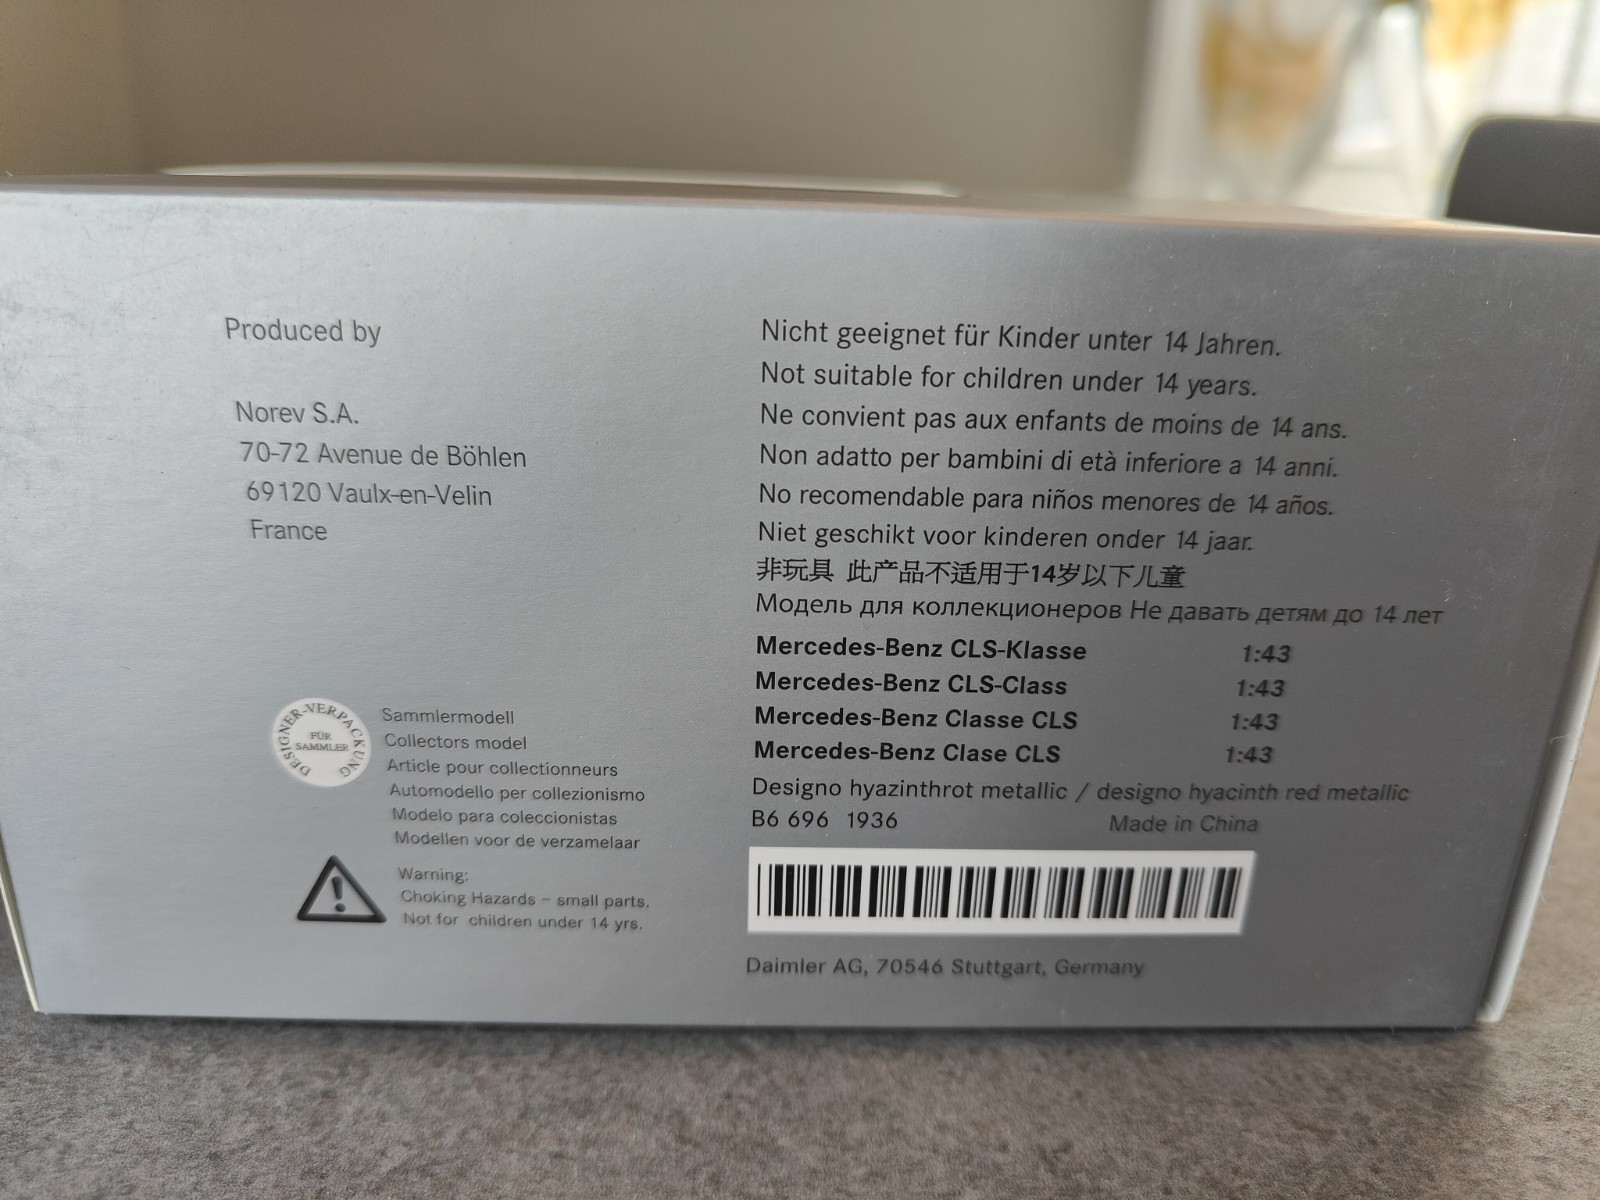 Produced by
Norev S.A.
70-72 Avenue de Böhlen
69120 Vaulx-en-Velin
France
DESIGNER-VERPACKUNG
FÜR
SAMMLER
Sammlermodell
Collectors model
Article pour collectionneurs
Automodello per collezionismo
Modelo para coleccionistas
Modellen voor de verzamelaar
Warning:
Choking Hazards – small parts.
Not for children under 14 yrs.
Nicht geeignet für Kinder unter 14 Jahren.
Not suitable for children under 14 years.
Ne convient pas aux enfants de moins de 14 ans.
Non adatto per bambini di età inferiore a 14 anni.
No recomendable para niños menores de 14 años.
Niet geschikt voor kinderen onder 14 jaar.
非玩具 此产品不适用于14岁以下儿童
Модель для коллекционеров Не давать детям до 14 лет
Mercedes-Benz CLS-Klasse 1:43
Mercedes-Benz CLS-Class 1:43
Mercedes-Benz Classe CLS 1:43
Mercedes-Benz Clase CLS 1:43
Designo hyazinthrot metallic / designo hyacinth red metallic
B6 696 1936 Made in China
Daimler AG, 70546 Stuttgart, Germany